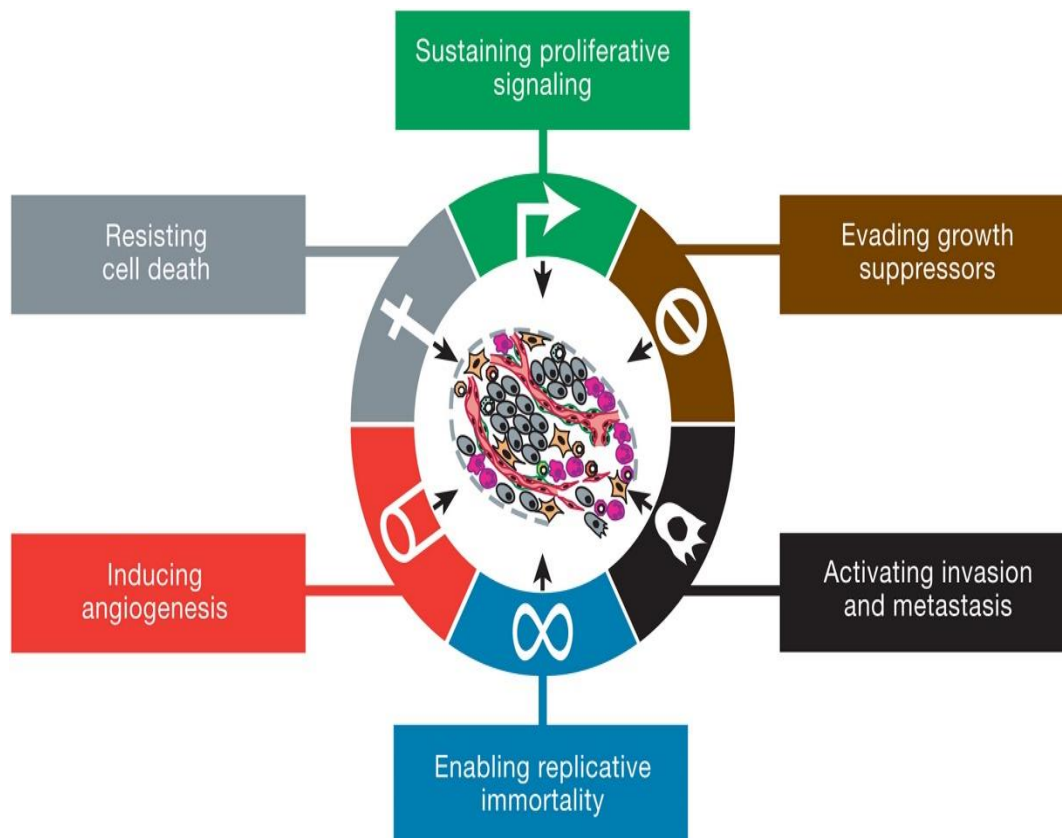 Sustaining proliferative
signaling
Resisting
cell death
Evading growth
suppressors
Inducing
angiogenesis
Activating invasion
and metastasis
Enabling replicative
immortality